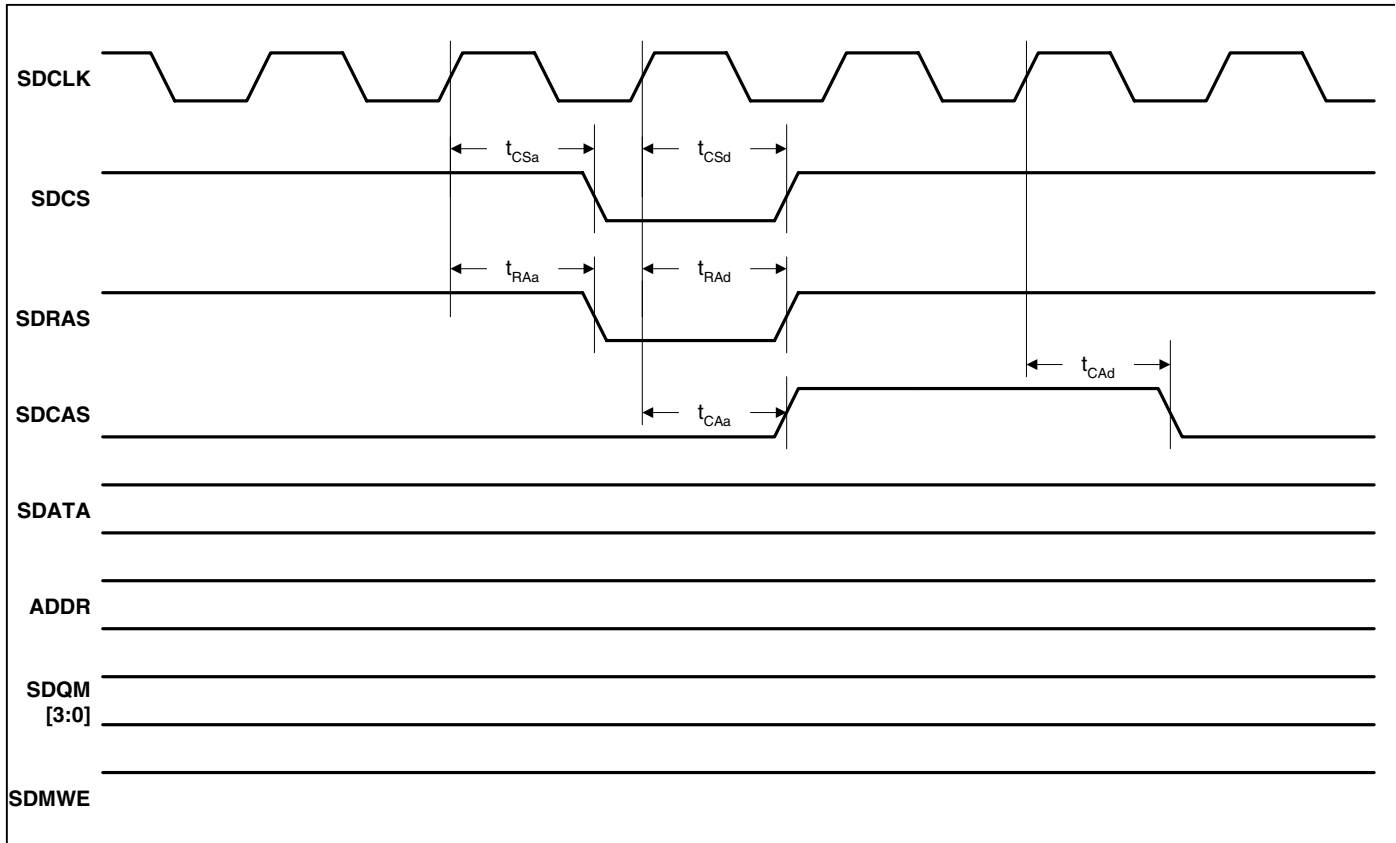 SDCLK
tCSa
tCSd
SDCS
tRAa
tRAd
SDRAS
tCAd
SDCAS
tCAa
SDATA
ADDR
SDQM
[3:0]
SDMWE